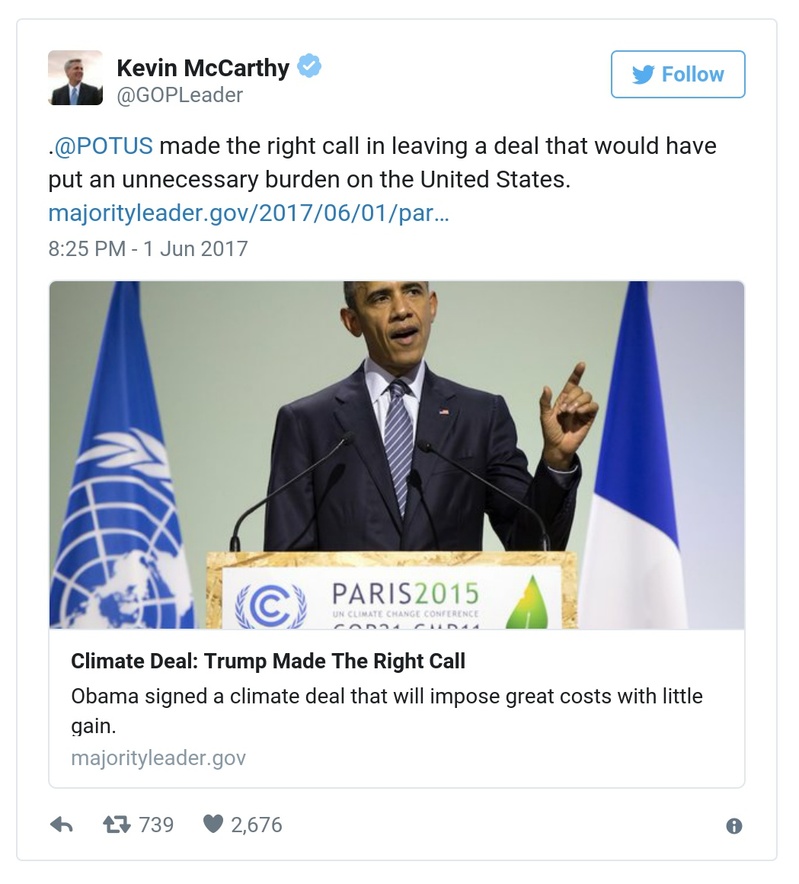 Kevin McCarthy
@GOPLeader
Follow
.@POTUS made the right call in leaving a deal that would have
put an unnecessary burden on the United States.
majorityleader.gov/2017/06/01/par…
8:25 PM - 1 Jun 2017
PARIS2015
UN CLIMATE CHANGE CONFERENCE
COP21·CMP11
Climate Deal: Trump Made The Right Call
Obama signed a climate deal that will impose great costs with little
gain.
majorityleader.gov
739 2,676